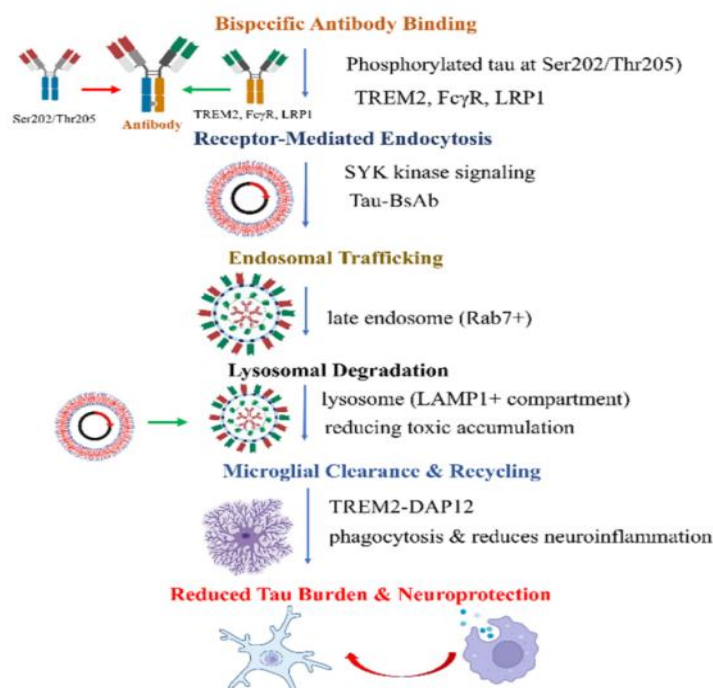 Bispecific Antibody Binding
Phosphorylated tau at Ser202/Thr205)
TREM2, FcγR, LRP1
Ser202/Thr205
Antibody
TREM2, FcγR, LRP1
Receptor-Mediated Endocytosis
SYK kinase signaling
Tau-BsAb
Endosomal Trafficking
late endosome (Rab7+)
Lysosomal Degradation
lysosome (LAMP1+ compartment)
reducing toxic accumulation
Microglial Clearance & Recycling
TREM2-DAP12
phagocytosis & reduces neuroinflammation
Reduced Tau Burden & Neuroprotection